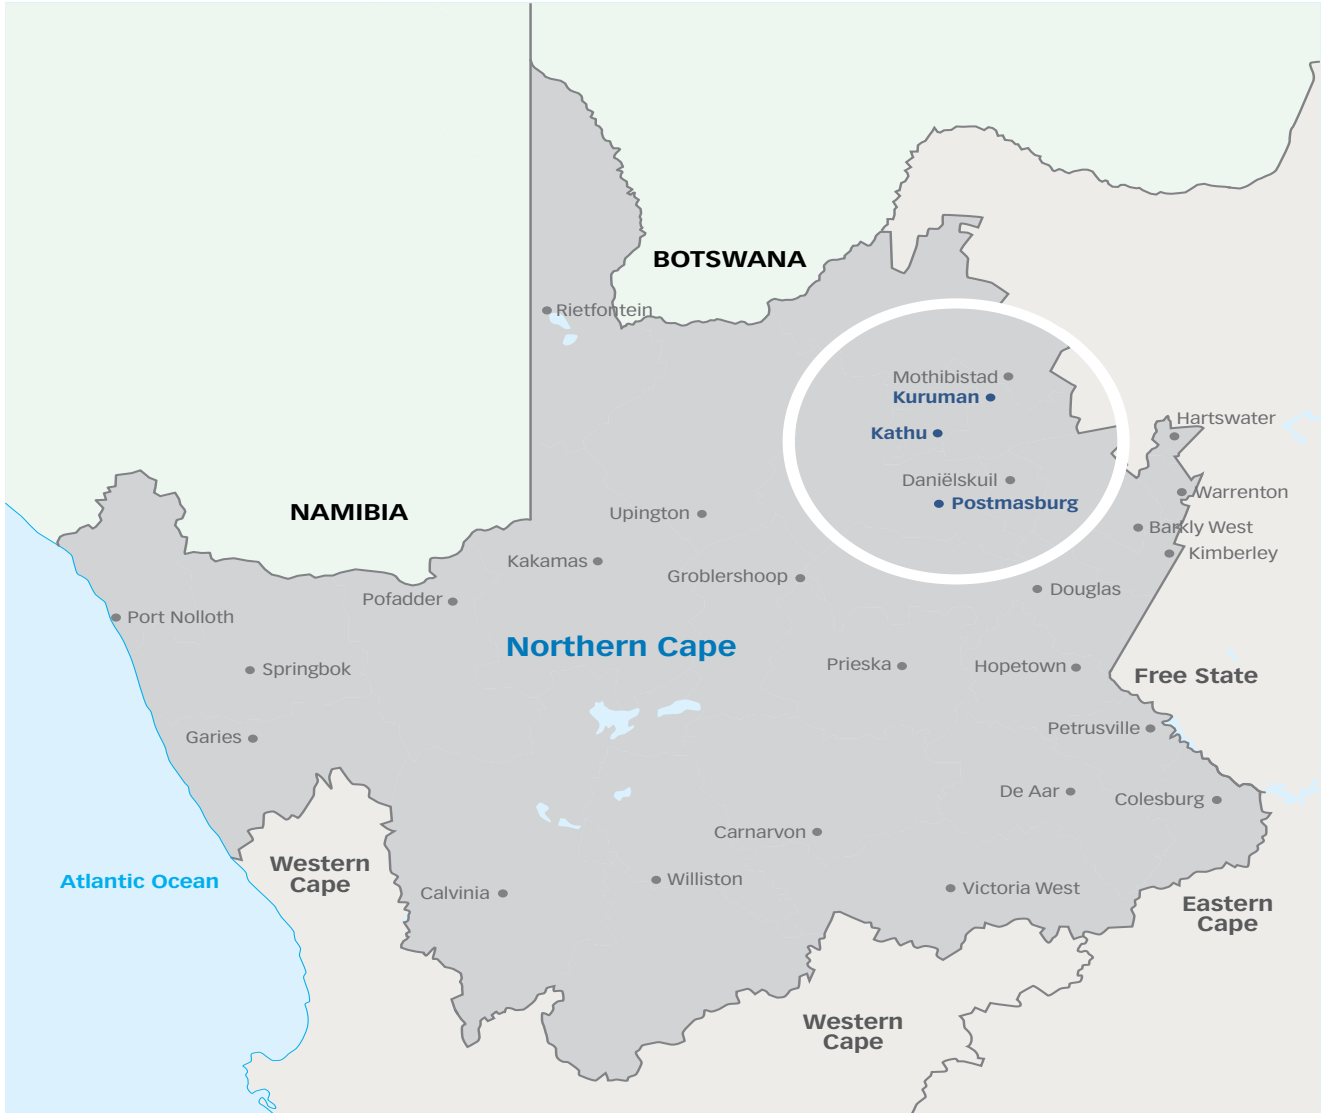 BOTSWANA
Rietfontein
Mothibistad
Kuruman
Hartswater
Kathu
Daniëlskuil
Warrenton
Postmasburg
NAMIBIA
Upington
Barkly West
Kimberley
Kakamas
Groblershoop
Douglas
Pofadder
Port Nolloth
Northern Cape
Springbok
Prieska
Hopetown
Free State
Garies
Petrusville
De Aar
Colesburg
Carnarvon
Western
Cape
Atlantic Ocean
Calvinia
Williston
Victoria West
Eastern
Cape
Western
Cape